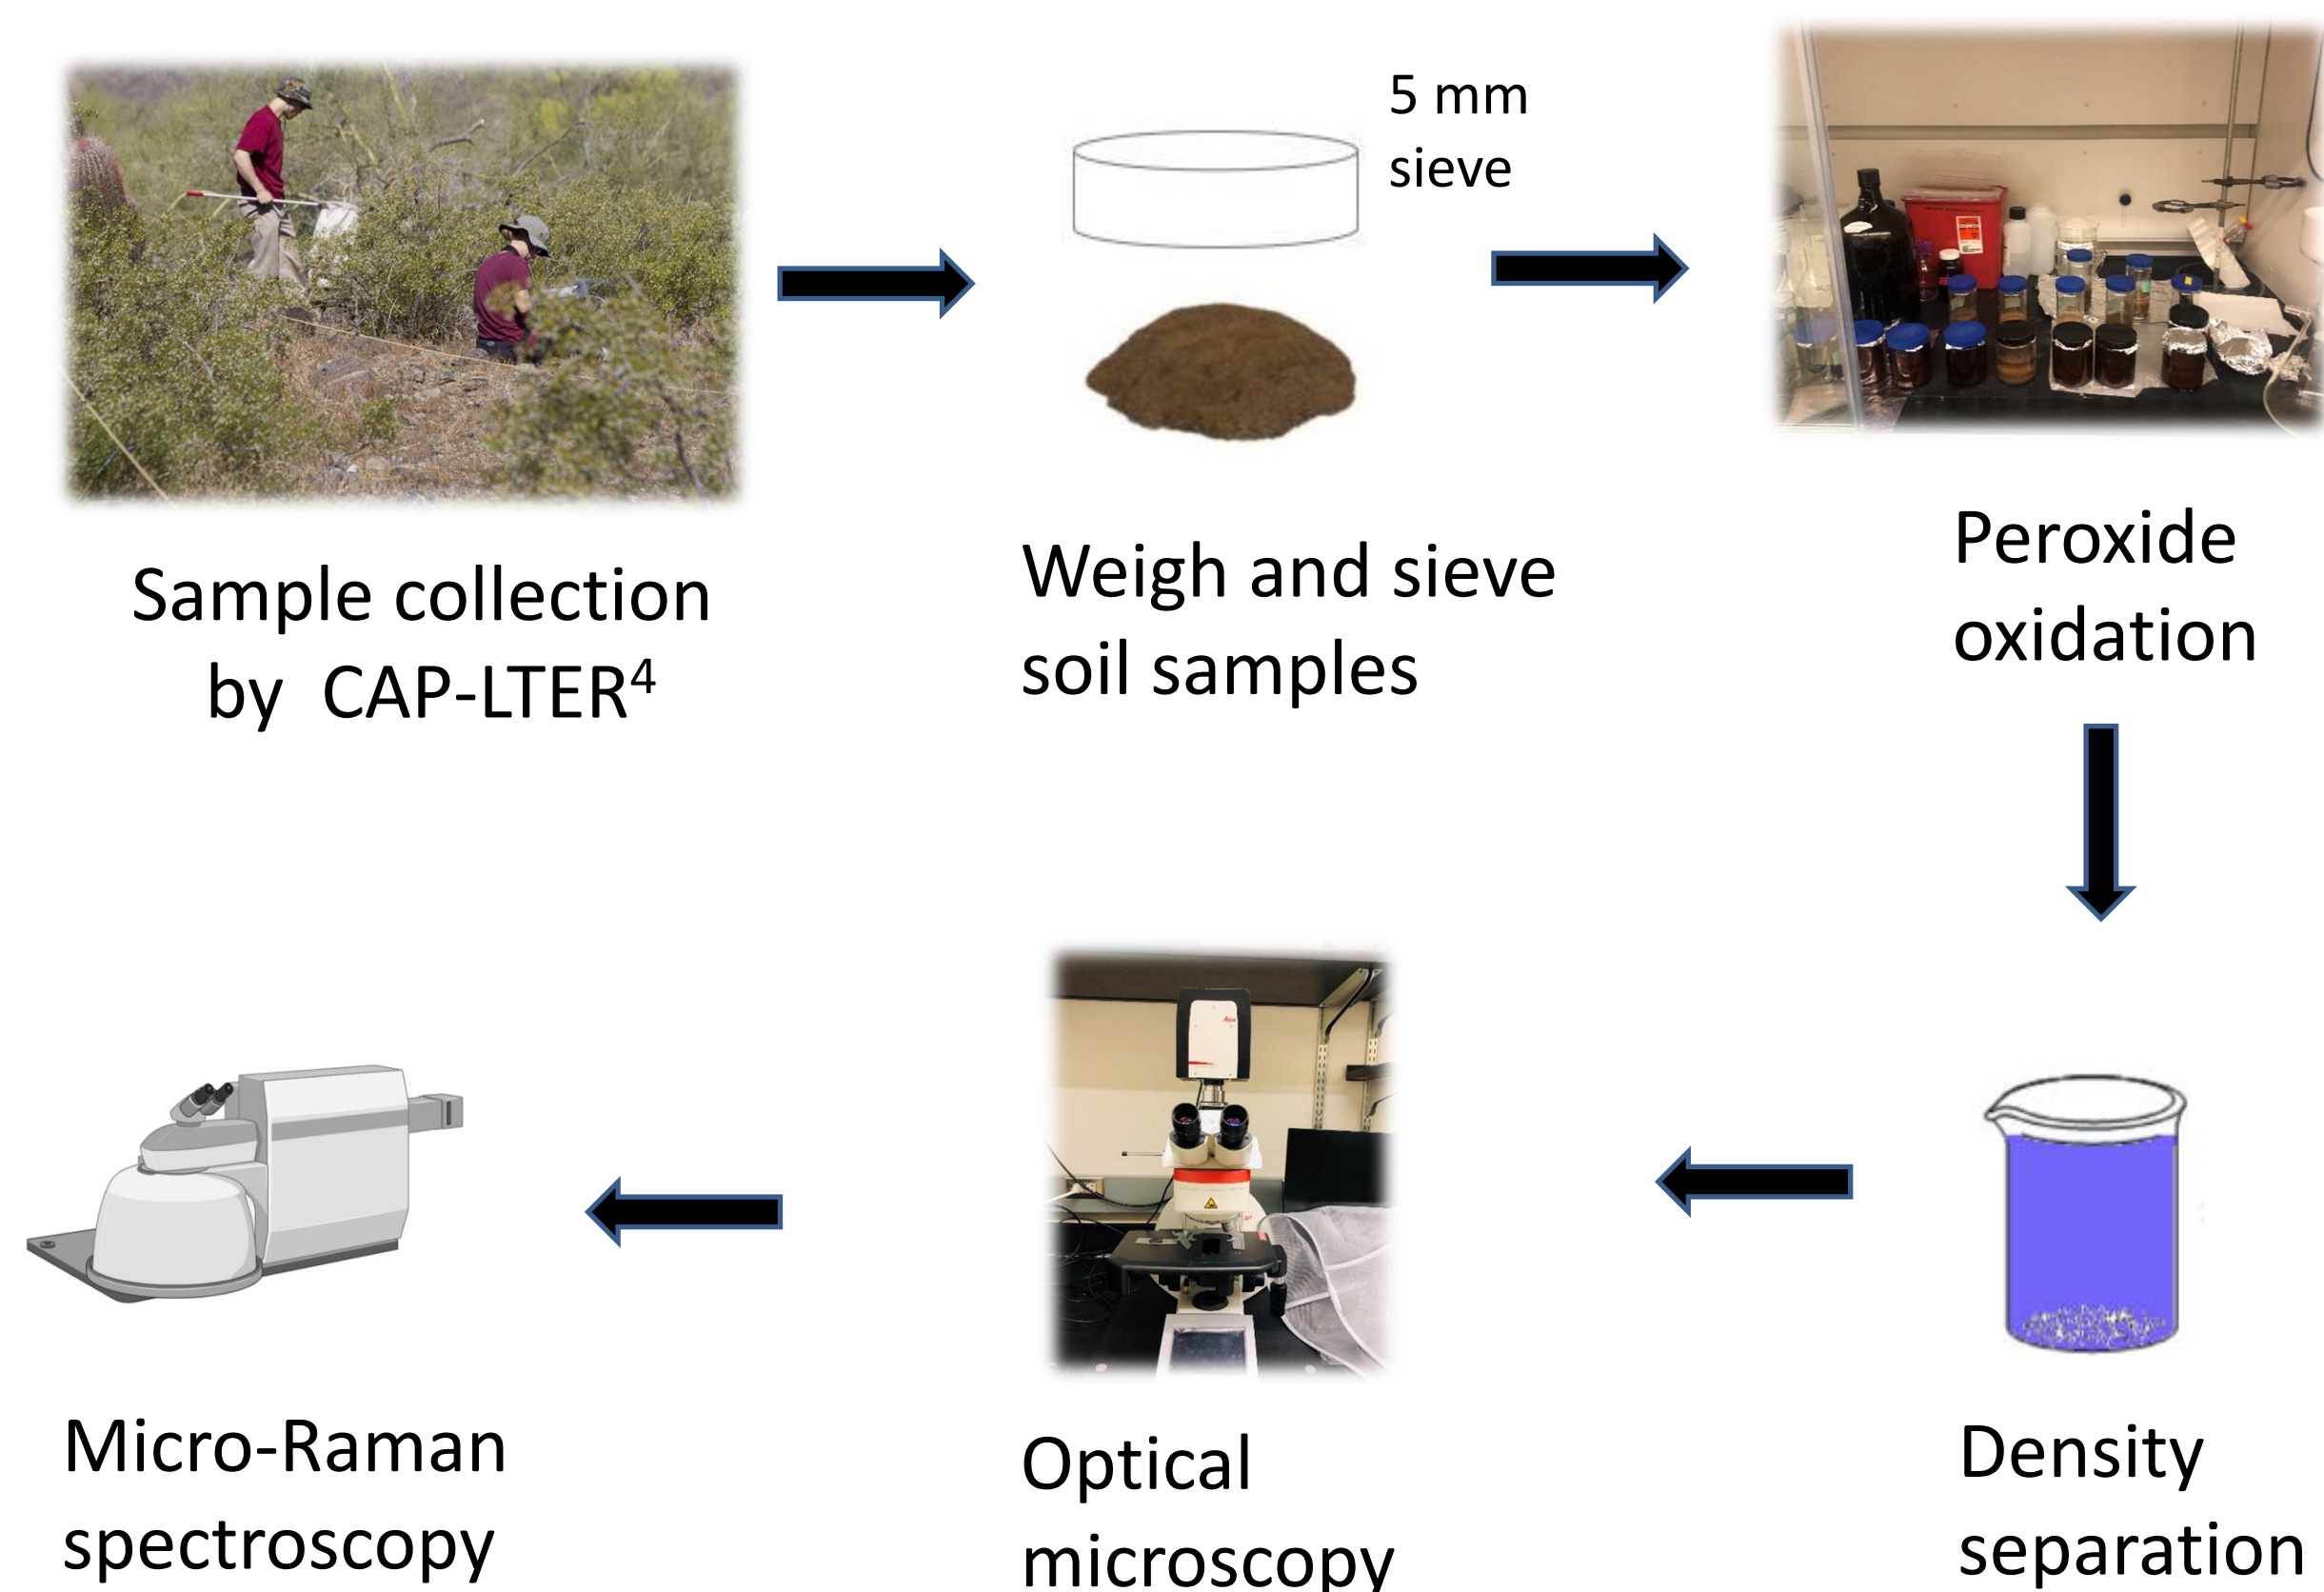 5 mm
sieve
Sample collection
by CAP-LTER⁴
Weigh and sieve
soil samples
Peroxide
oxidation
Micro-Raman
spectroscopy
Optical
microscopy
Density
separation